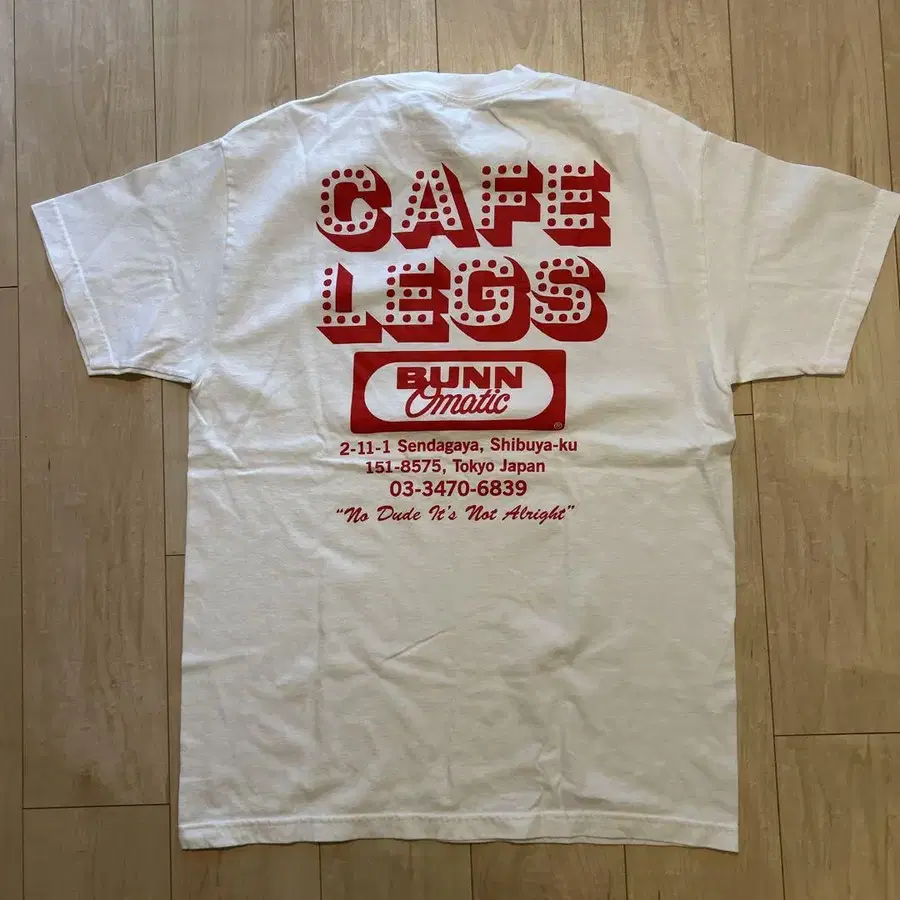 CAFE
LEGS
BUNN
Omatic
®
2-11-1 Sendagaya, Shibuya-ku
151-8575, Tokyo Japan
03-3470-6839
"No Dude It's Not Alright"